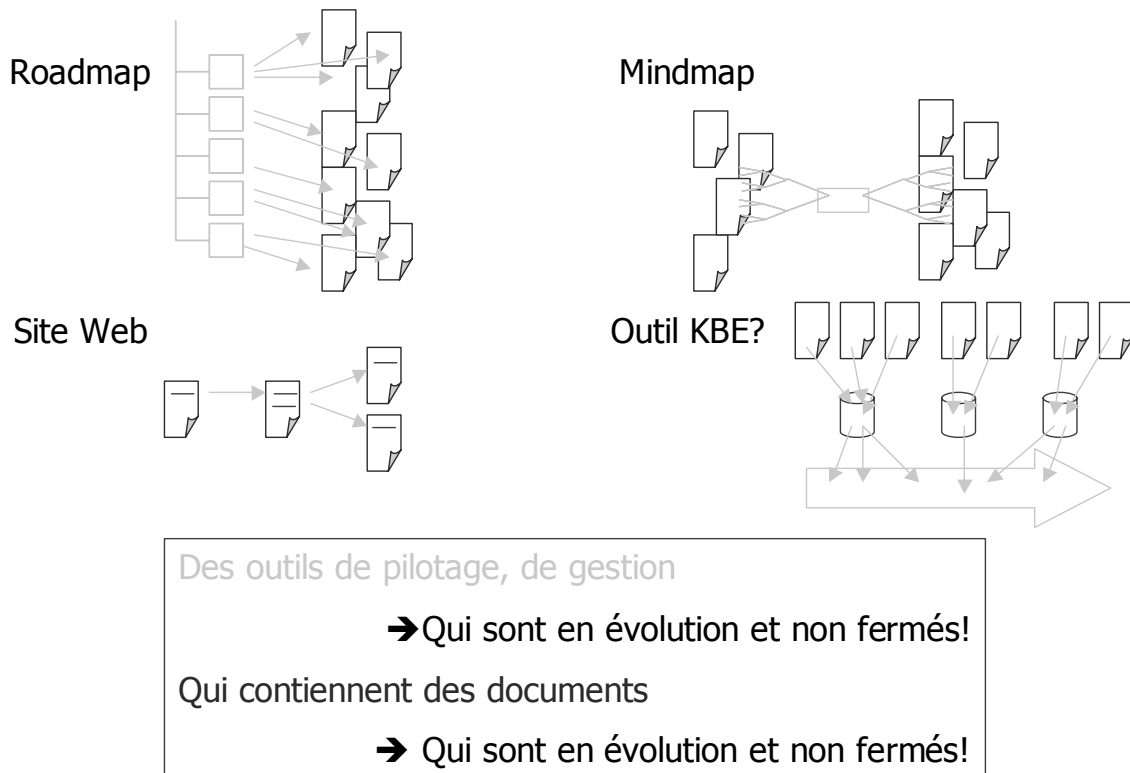 Roadmap
Mindmap
Site Web
Outil KBE?
Des outils de pilotage, de gestion
➔Qui sont en évolution et non fermés!
Qui contiennent des documents
➔ Qui sont en évolution et non fermés!